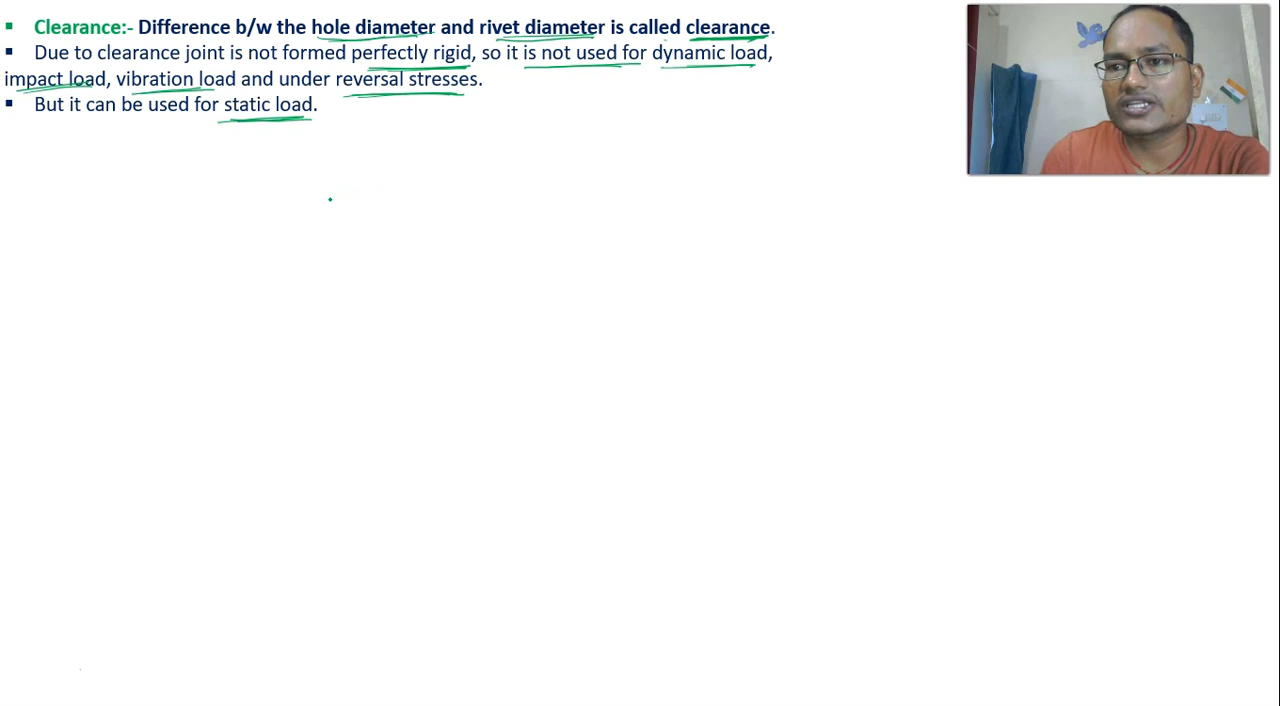 ▪ Clearance:- Difference b/w the hole diameter and rivet diameter is called clearance.
▪ Due to clearance joint is not formed perfectly rigid, so it is not used for dynamic load,
impact load, vibration load and under reversal stresses.
▪ But it can be used for static load.